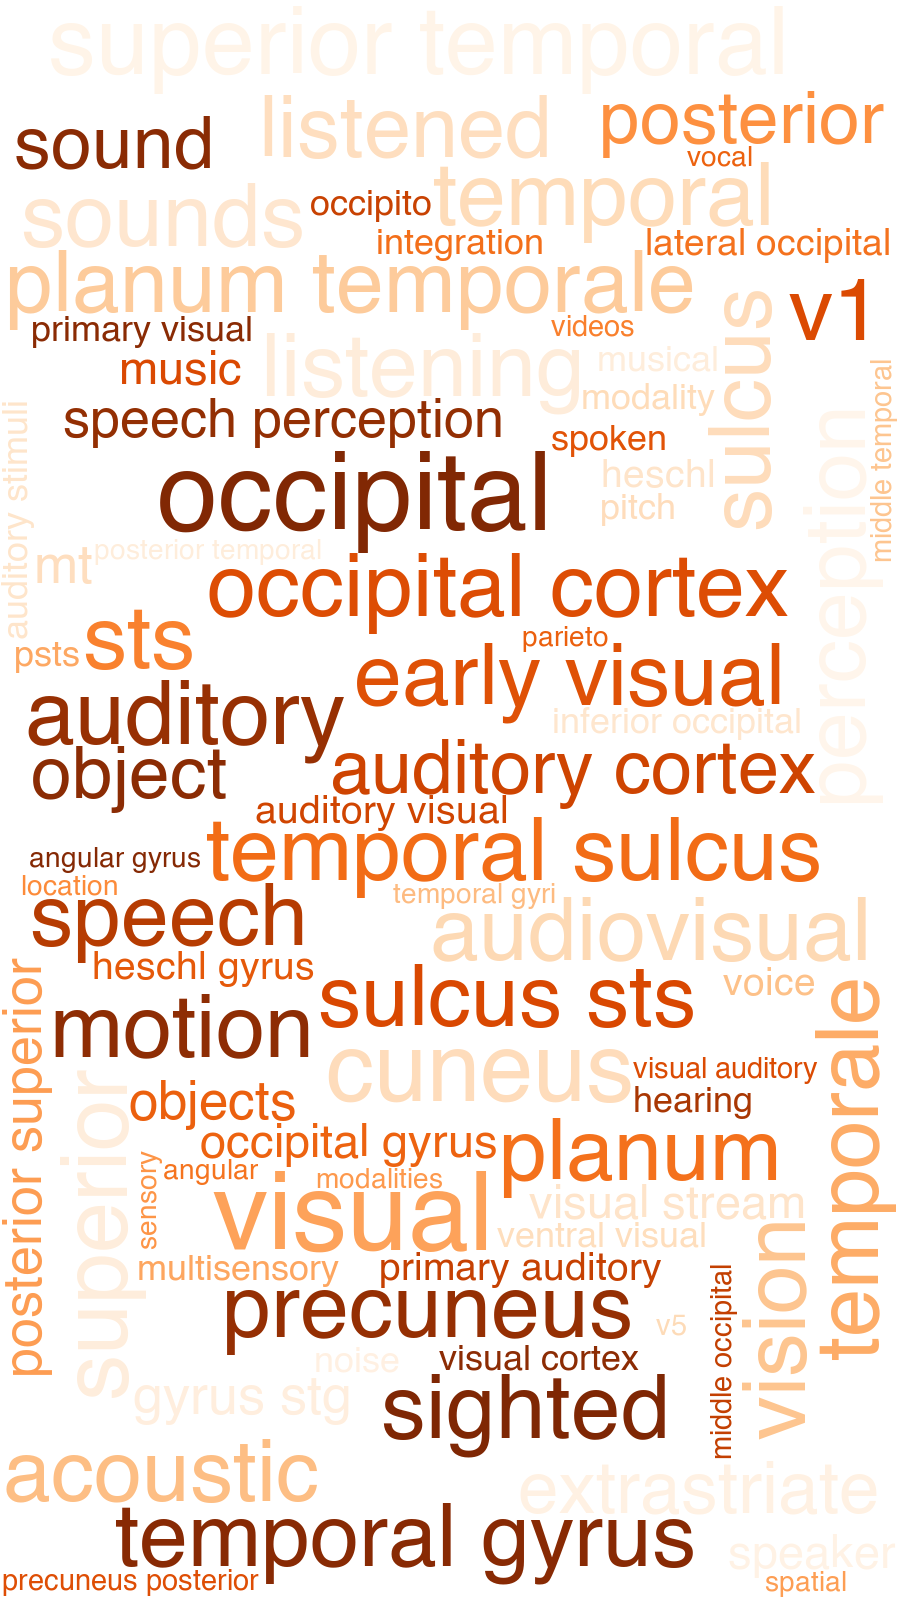 superior temporal
listened
posterior
sound
vocal
temporal
sounds
occipito
integration
lateral occipital
planum temporale
v1
sulcus
primary visual
videos
music
listening
musical
modality
middle temporal
speech perception
auditory stimuli
perception
spoken
occipital
heschl
pitch
mt
posterior temporal
occipital cortex
sts
psts
parieto
early visual
auditory
inferior occipital
object
auditory cortex
auditory visual
temporal sulcus
angular gyrus
location
temporal gyri
speech
audiovisual
heschl gyrus
sulcus sts
voice
posterior superior
temporale
motion
cuneus
visual auditory
superior
objects
hearing
occipital gyrus
planum
sensory
angular
modalities
visual
visual stream
ventral visual
vision
multisensory
primary auditory
middle occipital
precuneus
v5
noise
visual cortex
gyrus stg
sighted
acoustic
extrastriate
temporal gyrus
speaker
precuneus posterior
spatial